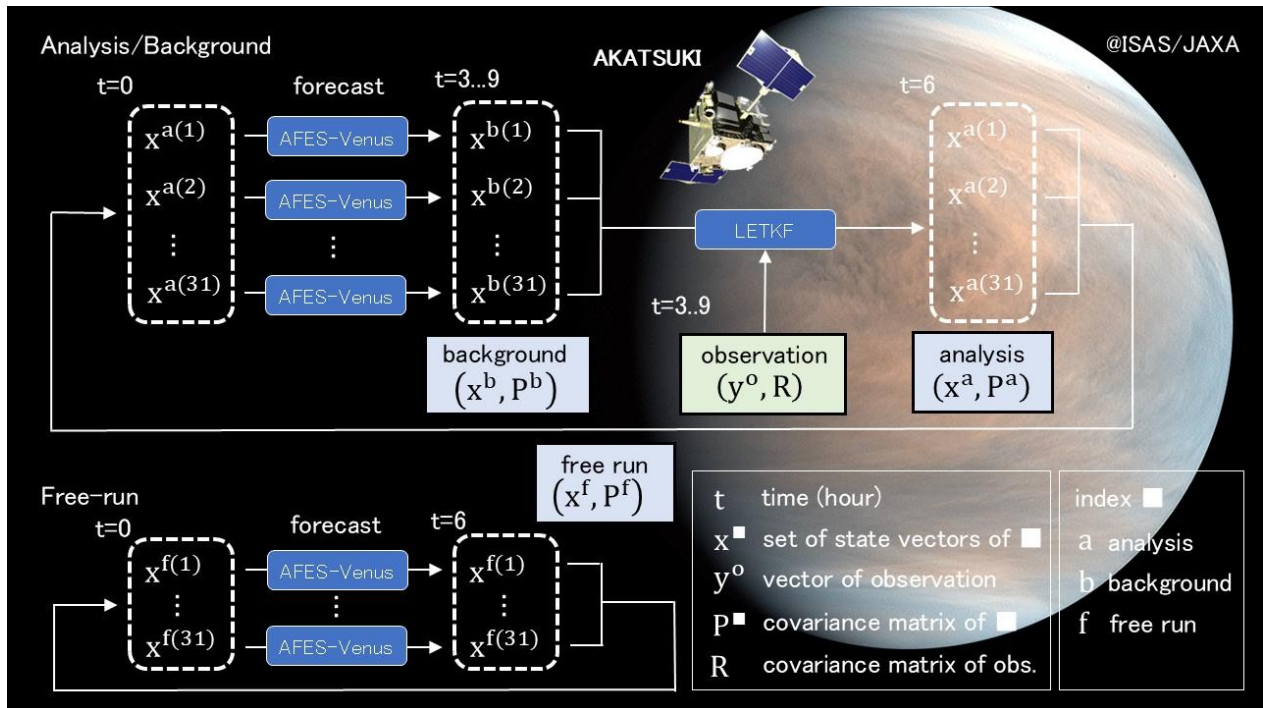 Analysis/Background
@ISAS/JAXA
AKATSUKI
t=0
forecast
t=3...9
t=6
x^a(1)
AFES-Venus
x^b(1)
x^a(1)
x^a(2)
AFES-Venus
x^b(2)
x^a(2)
LETKF
⋮
⋮
⋮
⋮
x^a(31)
AFES-Venus
x^b(31)
x^a(31)
t=3..9
background
(x^b, P^b)
observation
(y^o, R)
analysis
(x^a, P^a)
free run
(x^f, P^f)
Free-run
t=0
forecast
t=6
x^f(1)
AFES-Venus
x^f(1)
⋮
⋮
⋮
x^f(31)
AFES-Venus
x^f(31)
t time (hour)
x^■ set of state vectors of ■
y^o vector of observation
P^■ covariance matrix of ■
R covariance matrix of obs.
index ■
a analysis
b background
f free run